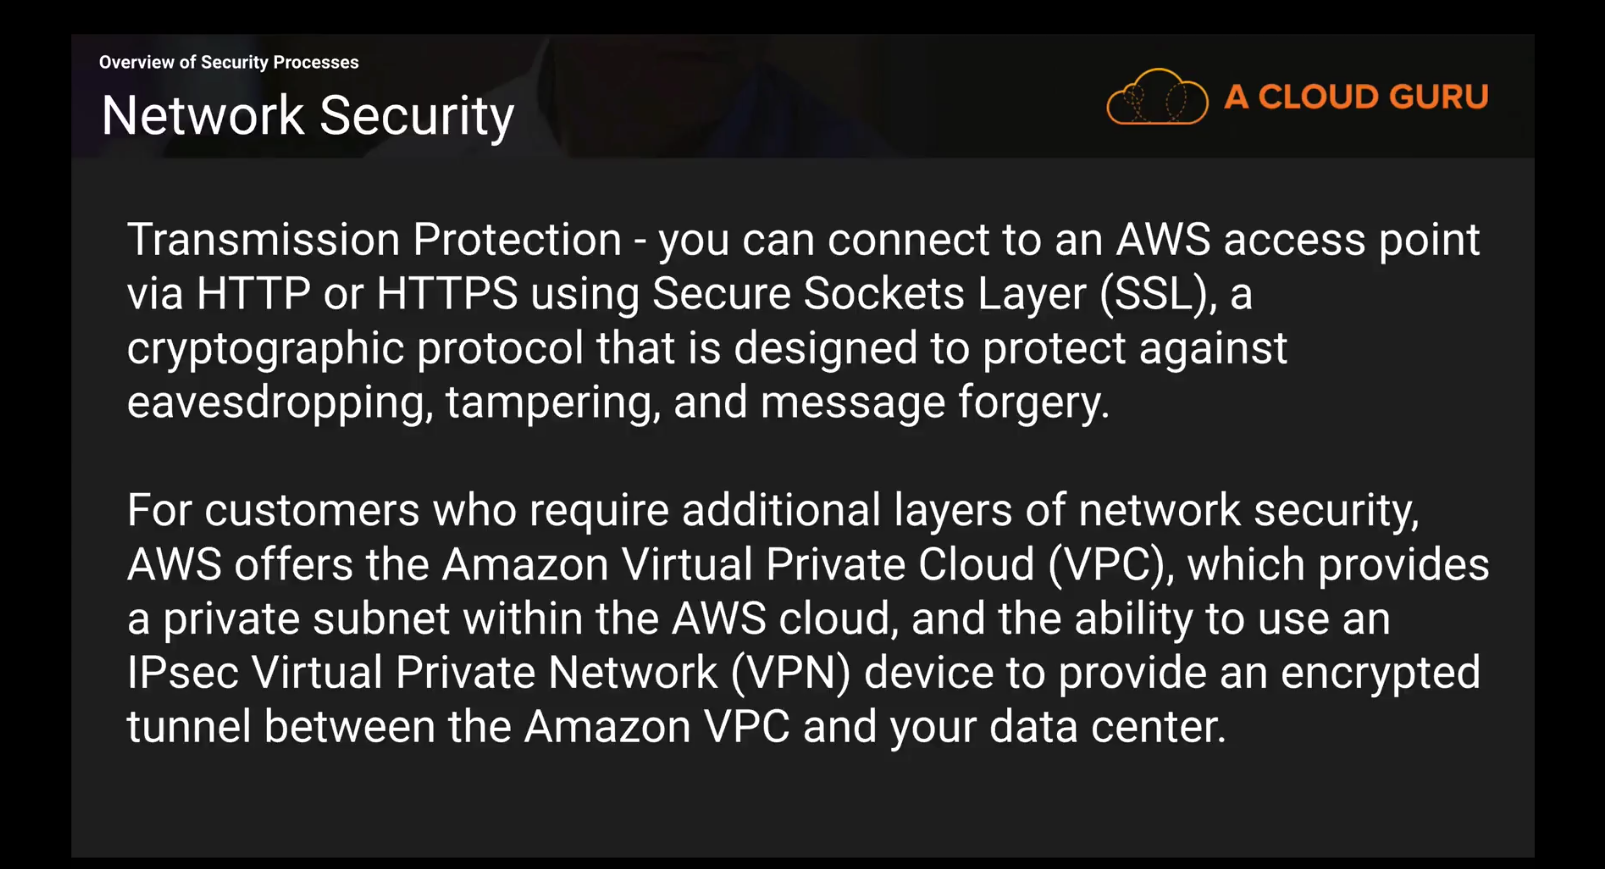 Overview of Security Processes
Network Security
A CLOUD GURU
Transmission Protection - you can connect to an AWS access point
via HTTP or HTTPS using Secure Sockets Layer (SSL), a
cryptographic protocol that is designed to protect against
eavesdropping, tampering, and message forgery.
For customers who require additional layers of network security,
AWS offers the Amazon Virtual Private Cloud (VPC), which provides
a private subnet within the AWS cloud, and the ability to use an
IPsec Virtual Private Network (VPN) device to provide an encrypted
tunnel between the Amazon VPC and your data center.